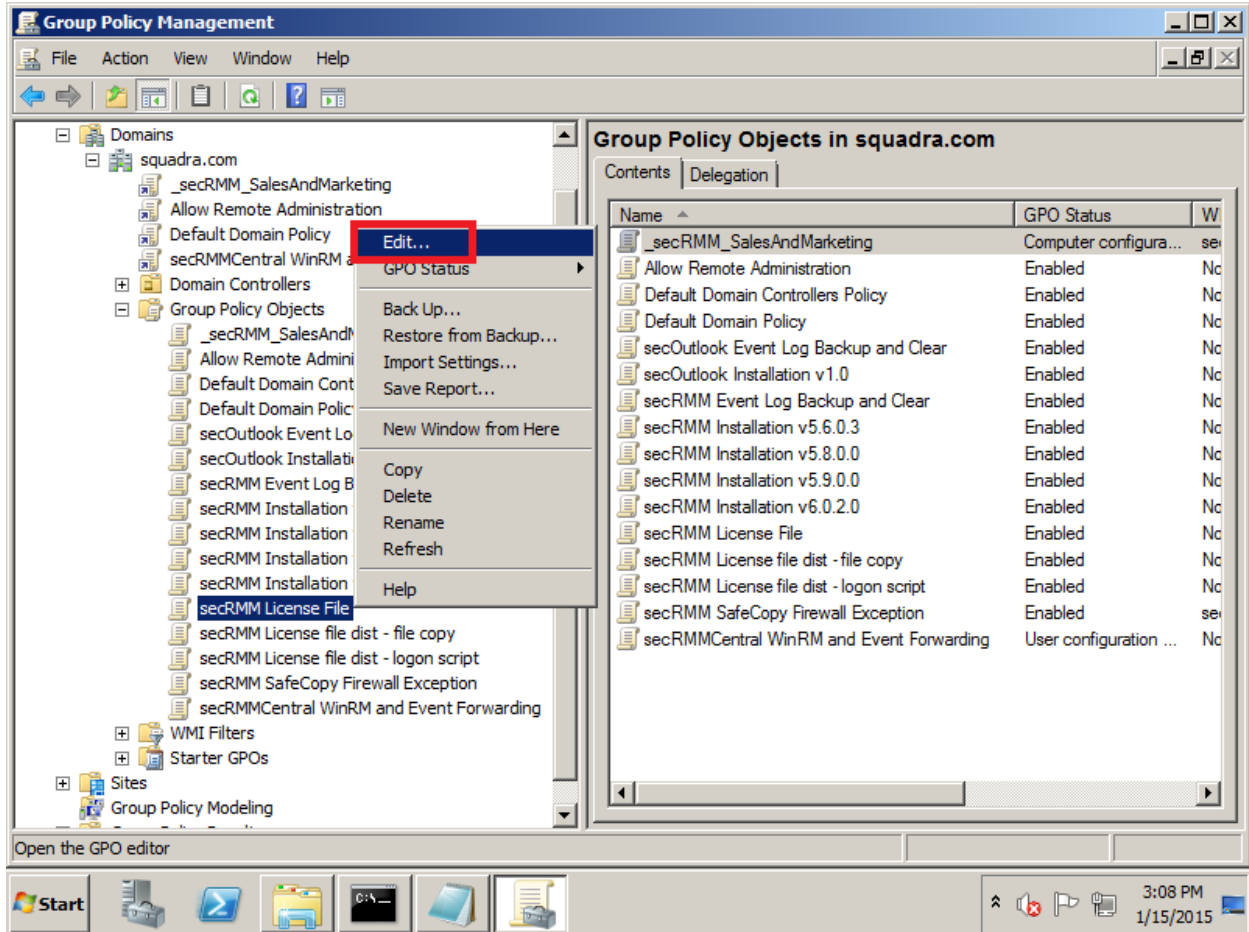 Group Policy Management
File Action View Window Help
Domains
squadra.com
_secRMM_SalesAndMarketing
Allow Remote Administration
Default Domain Policy
secRMMCentral WinRM a
Domain Controllers
Group Policy Objects
_secRMM_SalesAndM
Allow Remote Admini
Default Domain Cont
Default Domain Polic
secOutlook Event Lo
secOutlook Installati
secRMM Event Log B
secRMM Installation
secRMM Installation
secRMM Installation
secRMM Installation
secRMM License File
secRMM License file dist - file copy
secRMM License file dist - logon script
secRMM SafeCopy Firewall Exception
secRMMCentral WinRM and Event Forwarding
WMI Filters
Starter GPOs
Sites
Group Policy Modeling
Edit...
GPO Status
Back Up...
Restore from Backup...
Import Settings...
Save Report...
New Window from Here
Copy
Delete
Rename
Refresh
Help
Group Policy Objects in squadra.com
Contents Delegation
Name GPO Status W
_secRMM_SalesAndMarketing Computer configura... se
Allow Remote Administration Enabled No
Default Domain Controllers Policy Enabled No
Default Domain Policy Enabled No
secOutlook Event Log Backup and Clear Enabled No
secOutlook Installation v1.0 Enabled No
secRMM Event Log Backup and Clear Enabled No
secRMM Installation v5.6.0.3 Enabled No
secRMM Installation v5.8.0.0 Enabled No
secRMM Installation v5.9.0.0 Enabled No
secRMM Installation v6.0.2.0 Enabled No
secRMM License File Enabled No
secRMM License file dist - file copy Enabled No
secRMM License file dist - logon script Enabled No
secRMM SafeCopy Firewall Exception Enabled se
secRMMCentral WinRM and Event Forwarding User configuration ... No
Open the GPO editor
Start
3:08 PM
1/15/2015